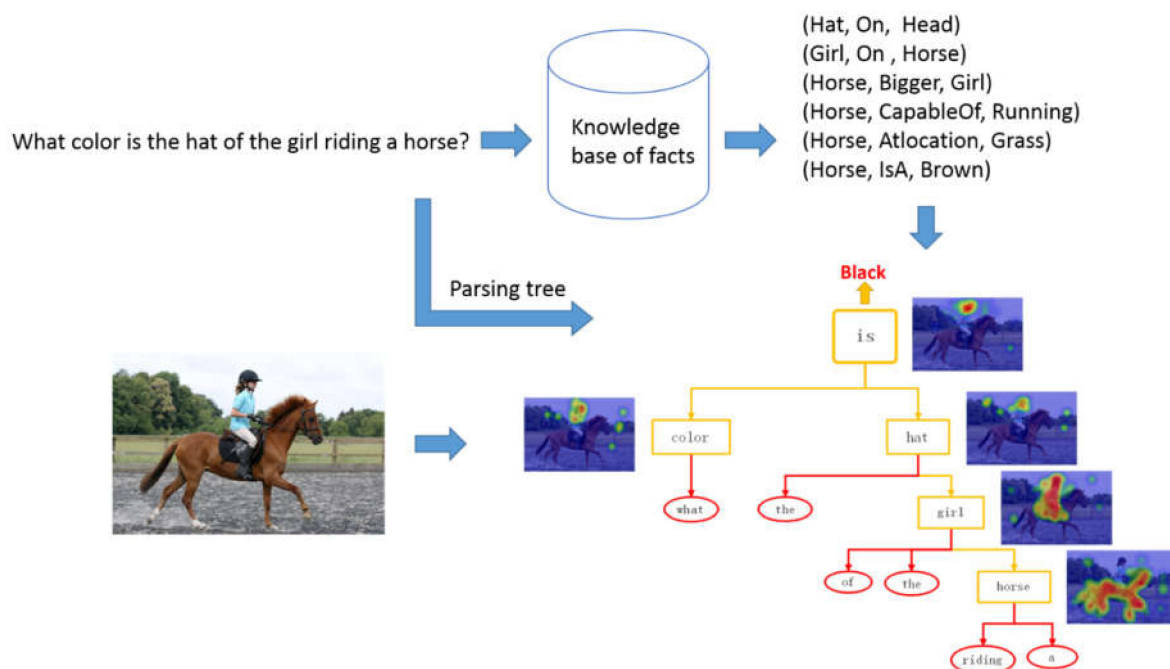 (Hat, On, Head)
(Girl, On , Horse)
(Horse, Bigger, Girl)
(Horse, CapableOf, Running)
(Horse, Atlocation, Grass)
(Horse, IsA, Brown)
What color is the hat of the girl riding a horse?
Knowledge
base of facts
Parsing tree
Black
is
color
hat
what
the
girl
of
the
horse
riding
a